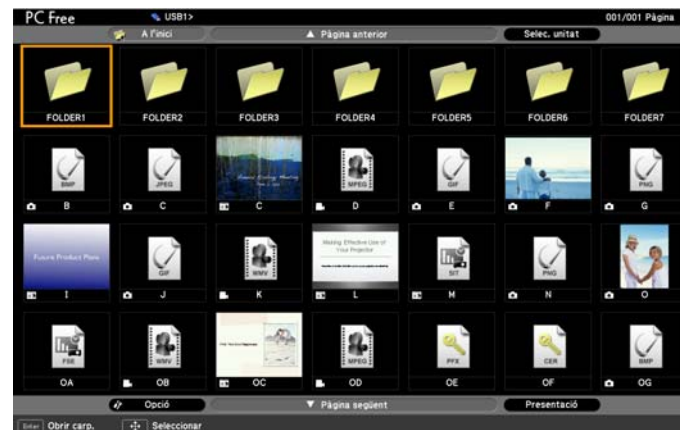 PC Free USB1> 001/001 Pàgina
A l'inici Pàgina anterior Selec. unitat
FOLDER1 FOLDER2 FOLDER3 FOLDER4 FOLDER5 FOLDER6 FOLDER7
BMP JPEG MPEG GIF PNG
B C C D E F G
Future Product Plans GIF WMV Making Effective Use of Your Projector SIT PNG
I J K L M N O
FSE WMV MPEG PFX CER BMP
OA OB OC OD OE OF OG
Opció Pàgina següent Presentació
Enter Obrir carp. Seleccionar